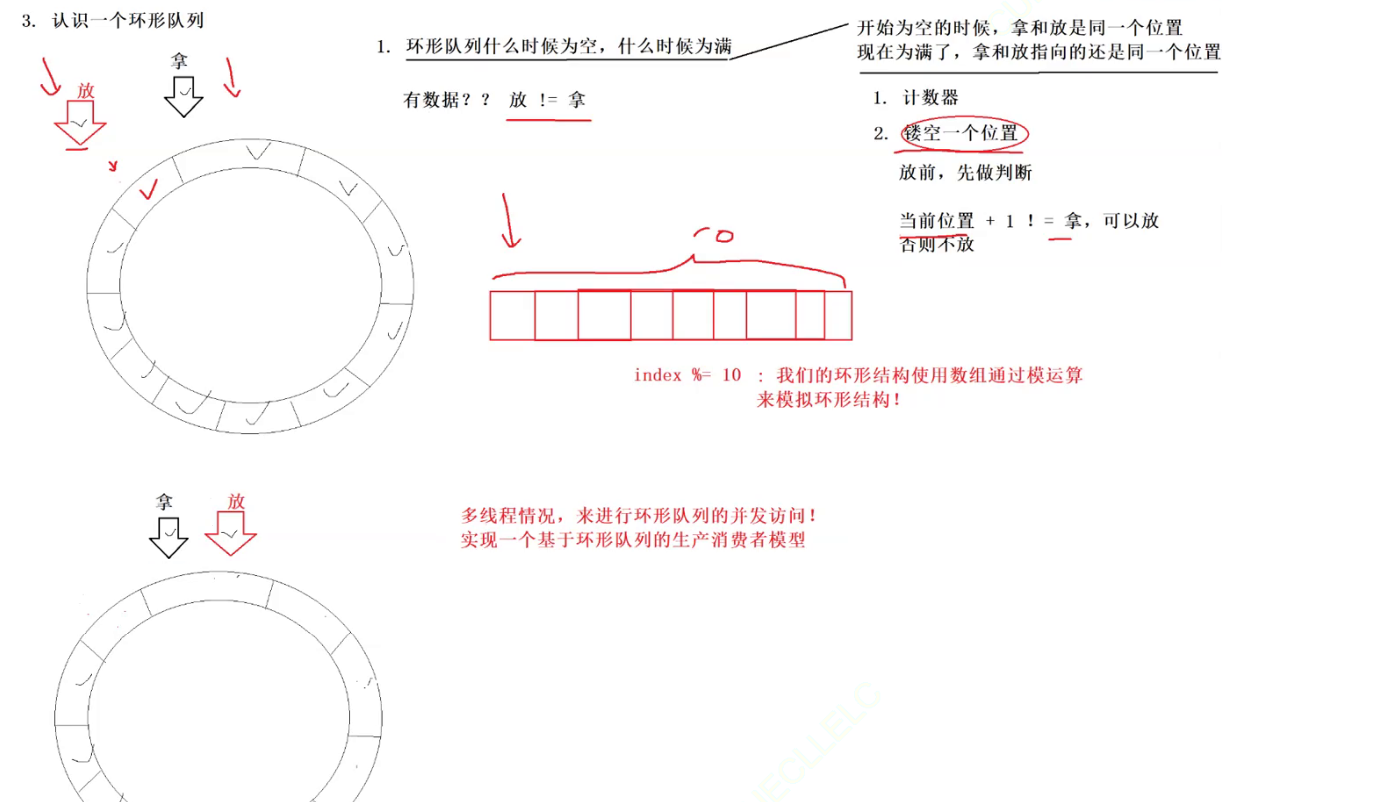 3. 认识一个环形队列
放
拿
1. 环形队列什么时候为空，什么时候为满
有数据？？ 放 != 拿
开始为空的时候，拿和放是同一个位置
现在为满了，拿和放指向的还是同一个位置
1. 计数器
2. 镂空一个位置
放前，先做判断
当前位置 + 1 ! = 拿，可以放
否则不放
10
index %= 10 : 我们的环形结构使用数组通过模运算
来模拟环形结构！
拿
放
多线程情况，来进行环形队列的并发访问！
实现一个基于环形队列的生产消费者模型